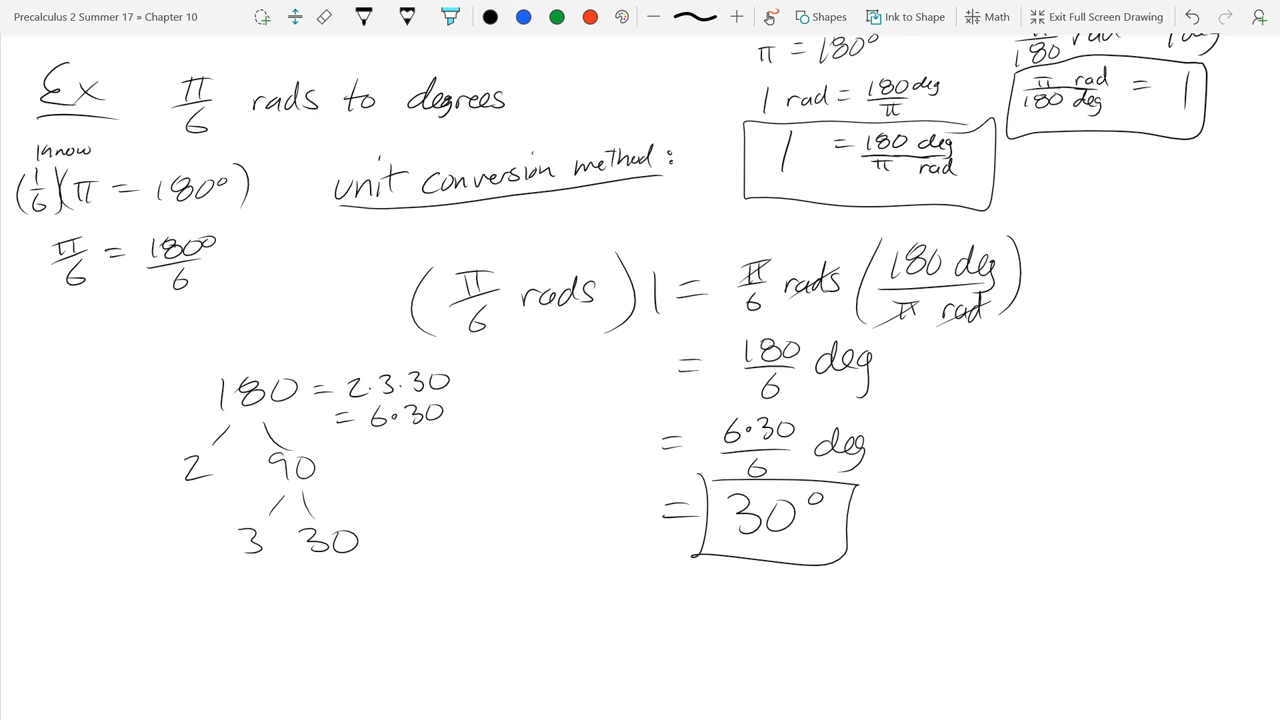 Precalculus 2 Summer 17 » Chapter 10
Shapes
Ink to Shape
Math
Exit Full Screen Drawing
Ex π/6 rads to degrees
know
(1/6)(π = 180°)
π/6 = 180°/6
unit conversion method:
π = 180°
1 rad = 180 deg/π
1 = 180 deg/π rad
180 rad
π rad/180 deg = 1
(π/6 rads) 1 = π/6 rads (180 deg/π rad)
= 180/6 deg
= 6·30/6 deg
= 30°
180 = 2·3·30
= 6·30
2 90
3 30